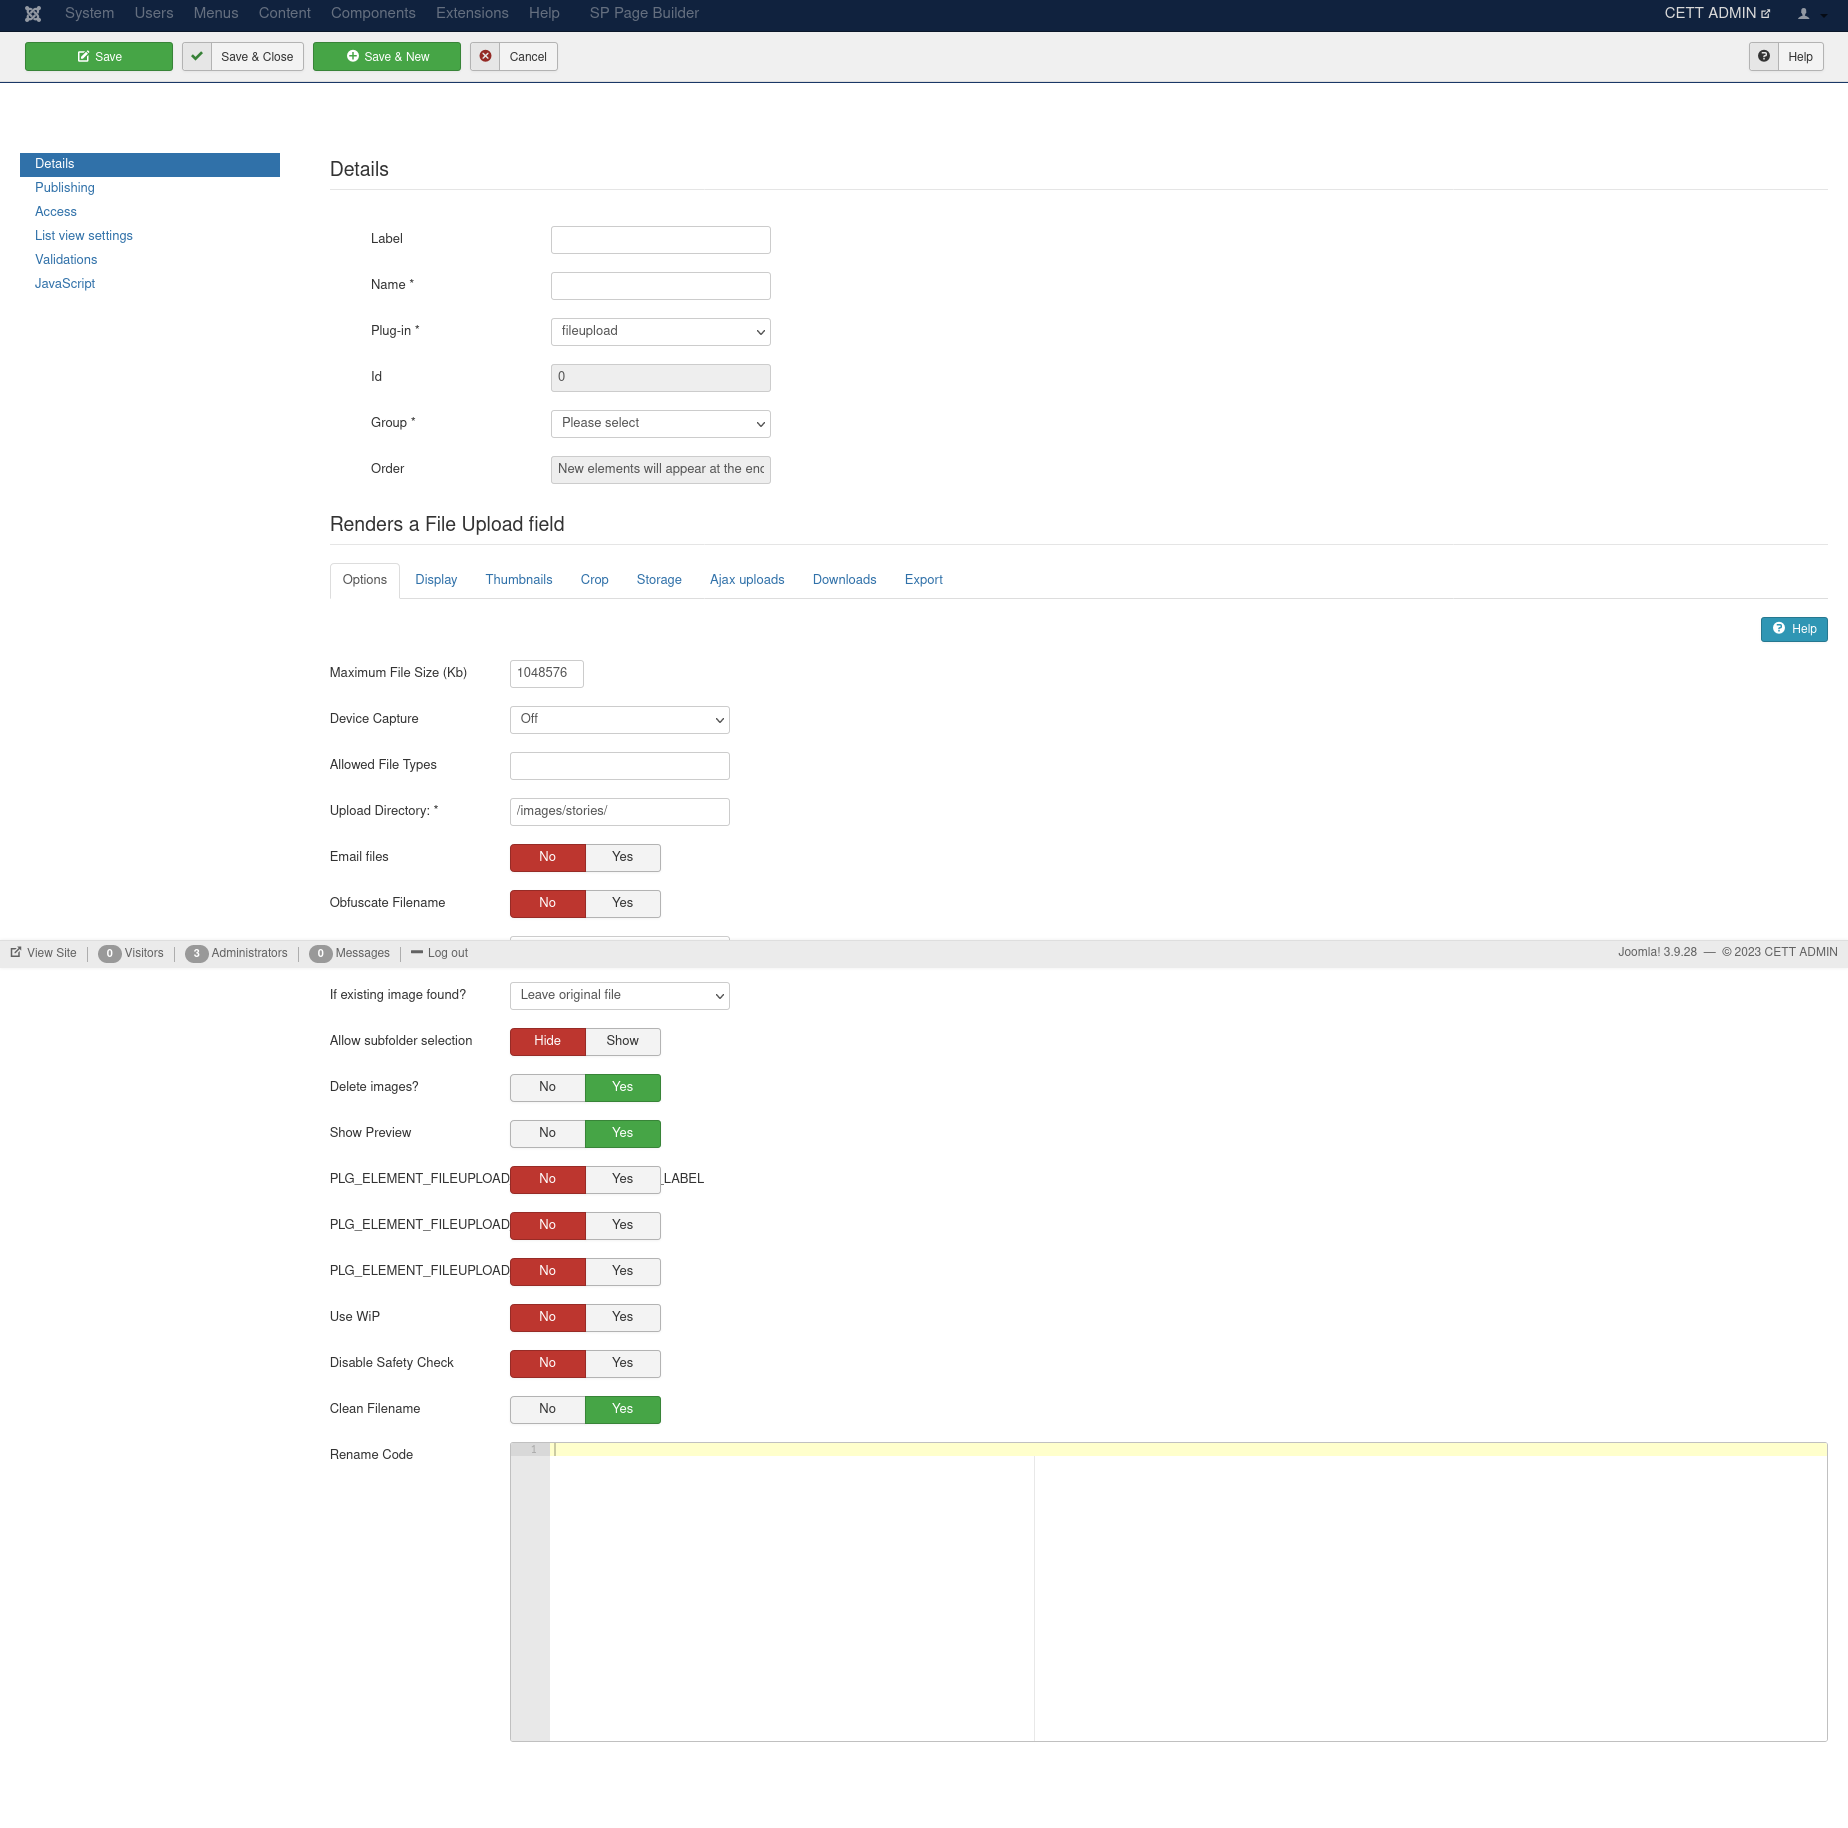 System Users Menus Content Components Extensions Help SP Page Builder CETT ADMIN
Save Save & Close Save & New Cancel Help
Details
Publishing
Access
List view settings
Validations
JavaScript
Details
Label
Name *
Plug-in * fileupload
Id 0
Group * Please select
Order New elements will appear at the end
Renders a File Upload field
Options Display Thumbnails Crop Storage Ajax uploads Downloads Export
Help
Maximum File Size (Kb) 1048576
Device Capture Off
Allowed File Types
Upload Directory: * /images/stories/
Email files No Yes
Obfuscate Filename No Yes
View Site 0 Visitors 3 Administrators 0 Messages Log out Joomla! 3.9.28 — © 2023 CETT ADMIN
If existing image found? Leave original file
Allow subfolder selection Hide Show
Delete images? No Yes
Show Preview No Yes
PLG_ELEMENT_FILEUPLOAD No Yes _LABEL
PLG_ELEMENT_FILEUPLOAD No Yes
PLG_ELEMENT_FILEUPLOAD No Yes
Use WiP No Yes
Disable Safety Check No Yes
Clean Filename No Yes
Rename Code 1